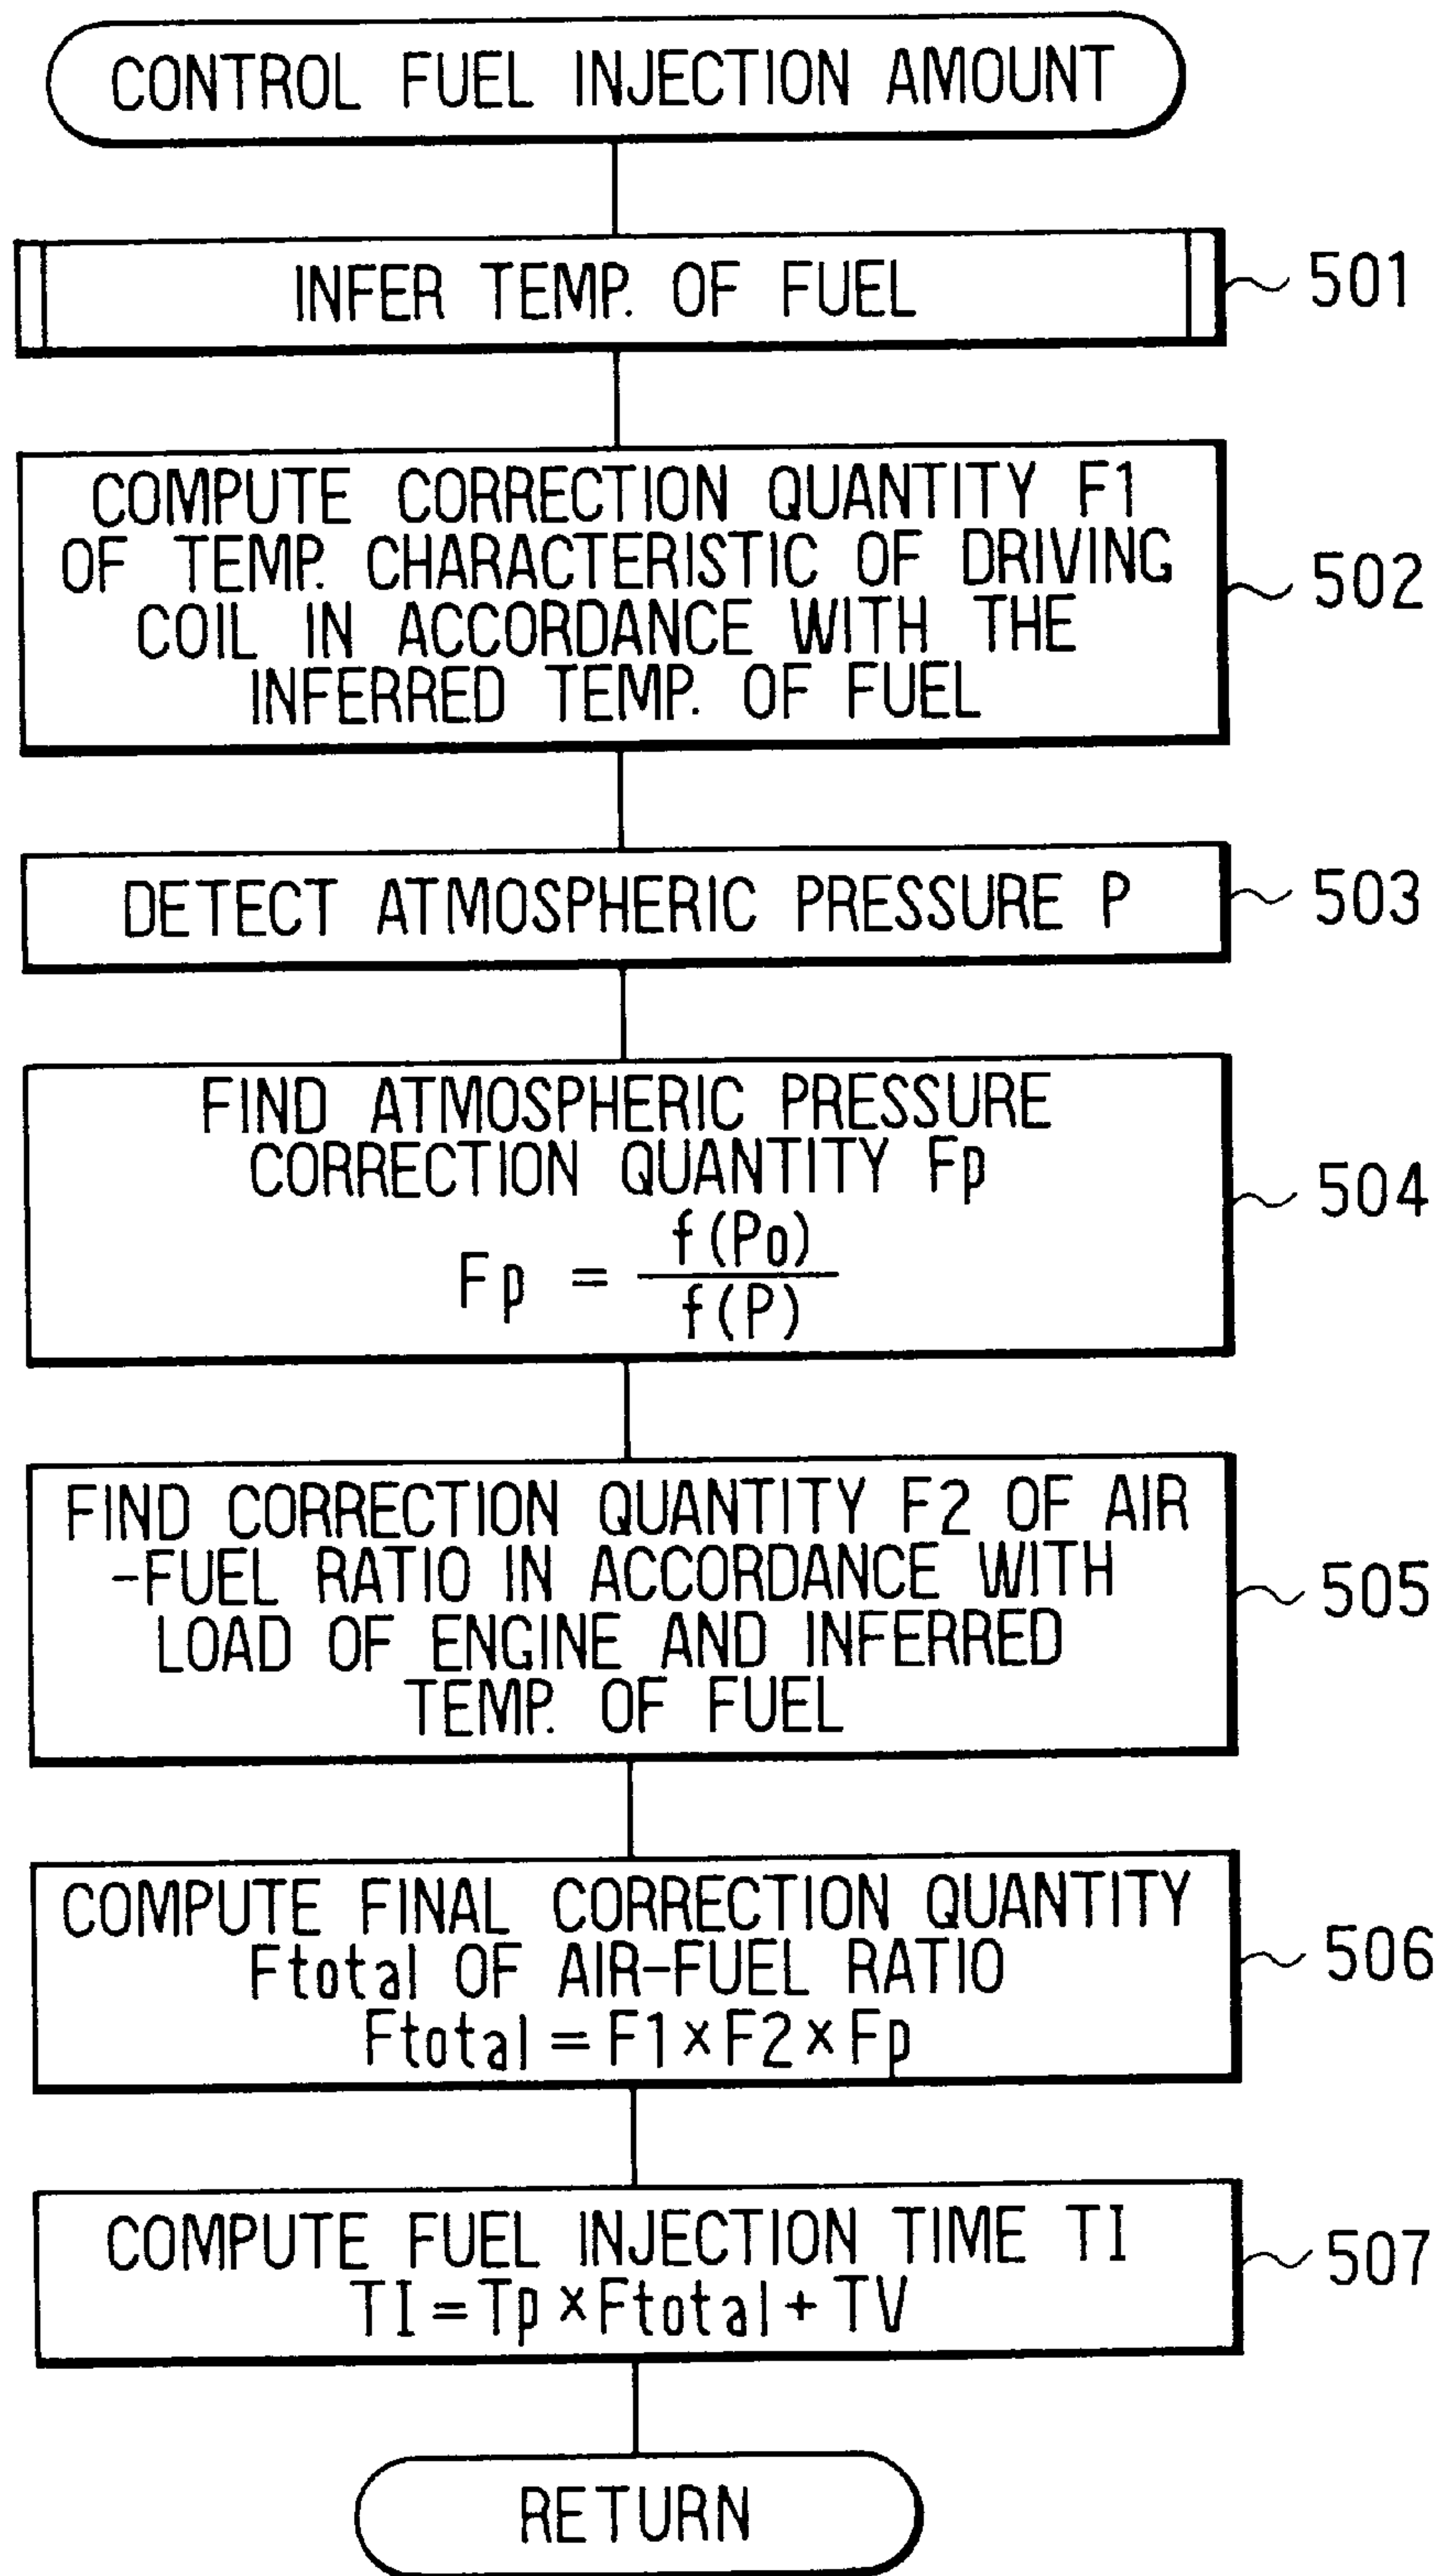 CONTROL FUEL INJECTION AMOUNT
INFER TEMP. OF FUEL
501
COMPUTE CORRECTION QUANTITY F1
OF TEMP. CHARACTERISTIC OF DRIVING
COIL IN ACCORDANCE WITH THE
INFERRED TEMP. OF FUEL
502
DETECT ATMOSPHERIC PRESSURE P
503
FIND ATMOSPHERIC PRESSURE
CORRECTION QUANTITY Fp
Fp = f(P0) / f(P)
504
FIND CORRECTION QUANTITY F2 OF AIR
-FUEL RATIO IN ACCORDANCE WITH
LOAD OF ENGINE AND INFERRED
TEMP. OF FUEL
505
COMPUTE FINAL CORRECTION QUANTITY
Ftotal OF AIR-FUEL RATIO
Ftotal = F1 × F2 × Fp
506
COMPUTE FUEL INJECTION TIME TI
TI = Tp × Ftotal + TV
507
RETURN